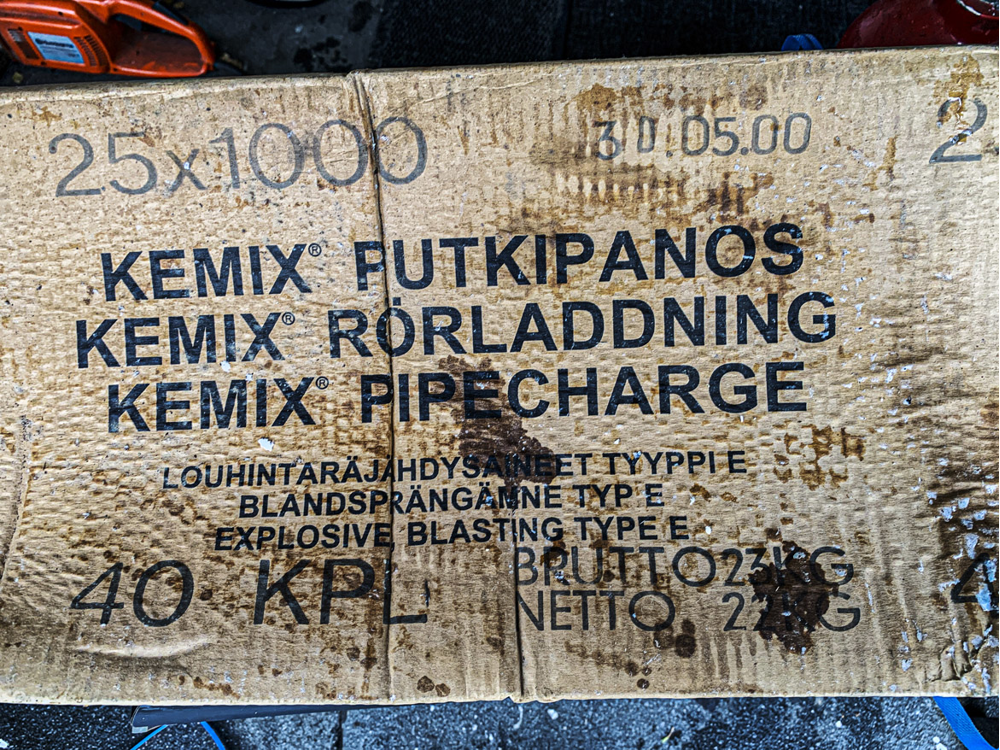 25x1000
30.05.00
2
KEMIX® PUTKIPANOS
KEMIX® RÖRLADDNING
KEMIX® PIPECHARGE
LOUHINTARÄJÄHDYSAINEET TYYPPI E
BLANDSPRÄNGÄMNE TYP E
EXPLOSIVE BLASTING TYPE E
40 KPL
BRUTTO 23KG
NETTO 22KG